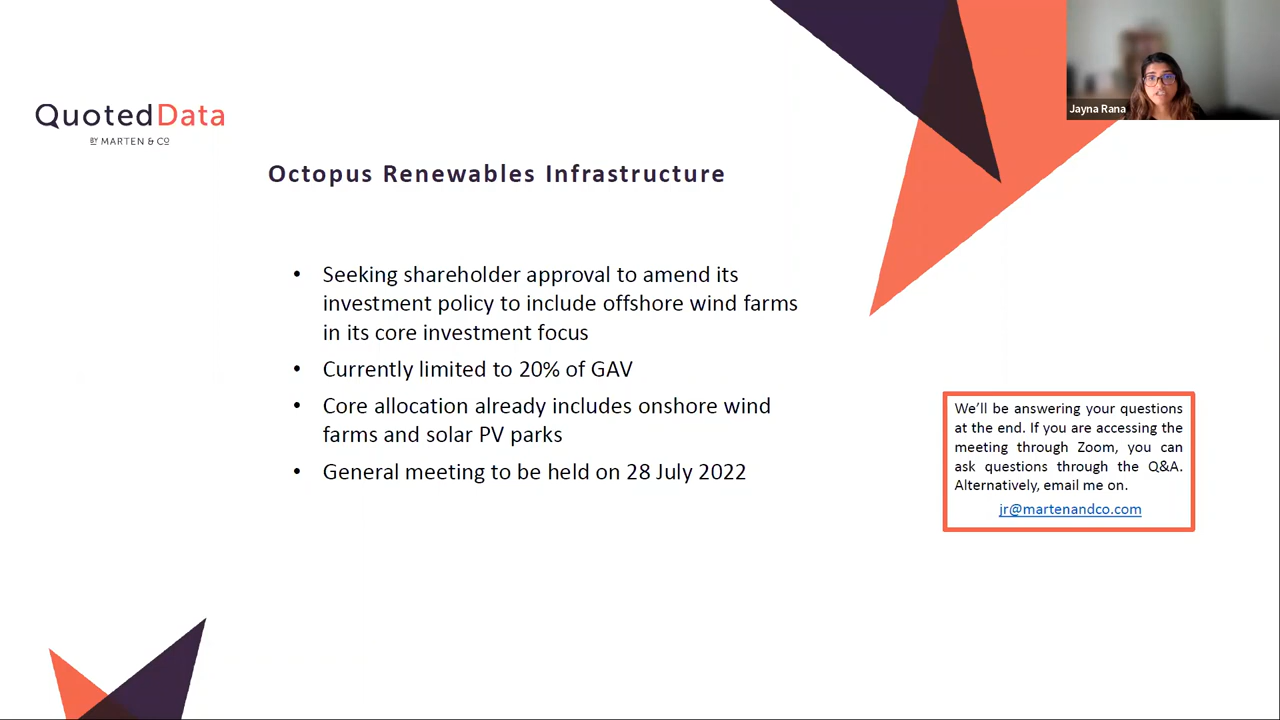 Jayna Rana
QuotedData
BY MARTEN & CO
Octopus Renewables Infrastructure
• Seeking shareholder approval to amend its
investment policy to include offshore wind farms
in its core investment focus
• Currently limited to 20% of GAV
• Core allocation already includes onshore wind
farms and solar PV parks
• General meeting to be held on 28 July 2022
We’ll be answering your questions
at the end. If you are accessing the
meeting through Zoom, you can
ask questions through the Q&A.
Alternatively, email me on.
jr@martenandco.com